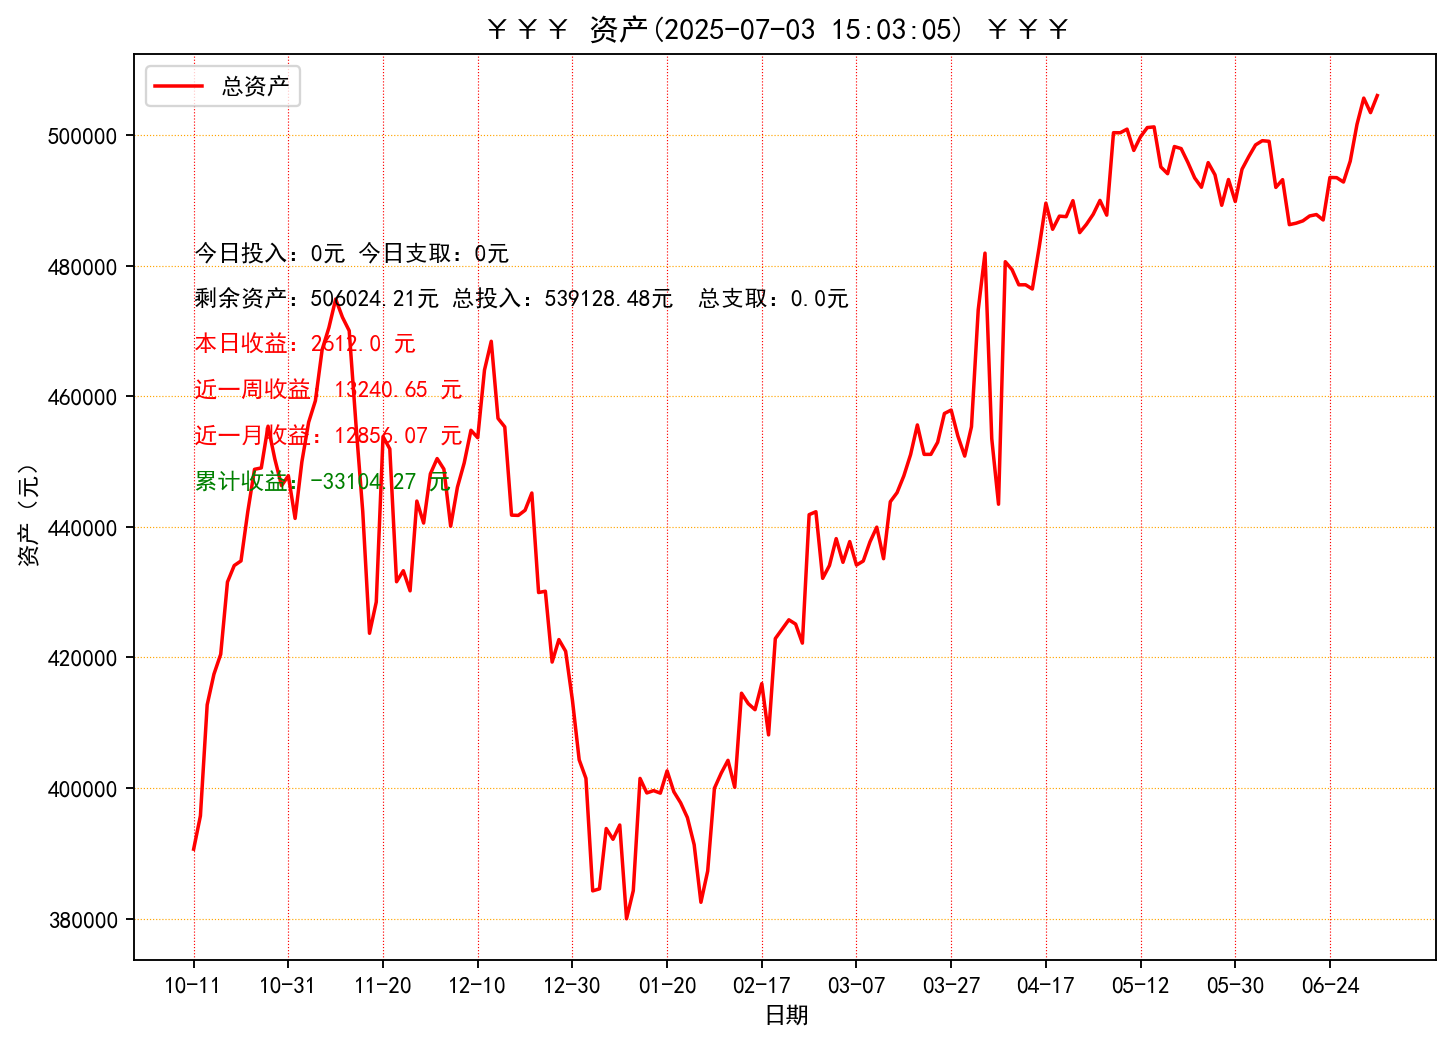 ￥￥￥ 资产(2025-07-03 15:03:05) ￥￥￥
总资产
500000
480000
460000
440000
420000
400000
380000
资产（元）
今日投入：0元 今日支取：0元
剩余资产：506024.21元 总投入：539128.48元  总支取：0.0元
本日收益：2612.0 元
近一周收益：13240.65 元
近一月收益：12856.07 元
累计收益：-33104.27 元
10-11 10-31 11-20 12-10 12-30 01-20 02-17 03-07 03-27 04-17 05-12 05-30 06-24
日期